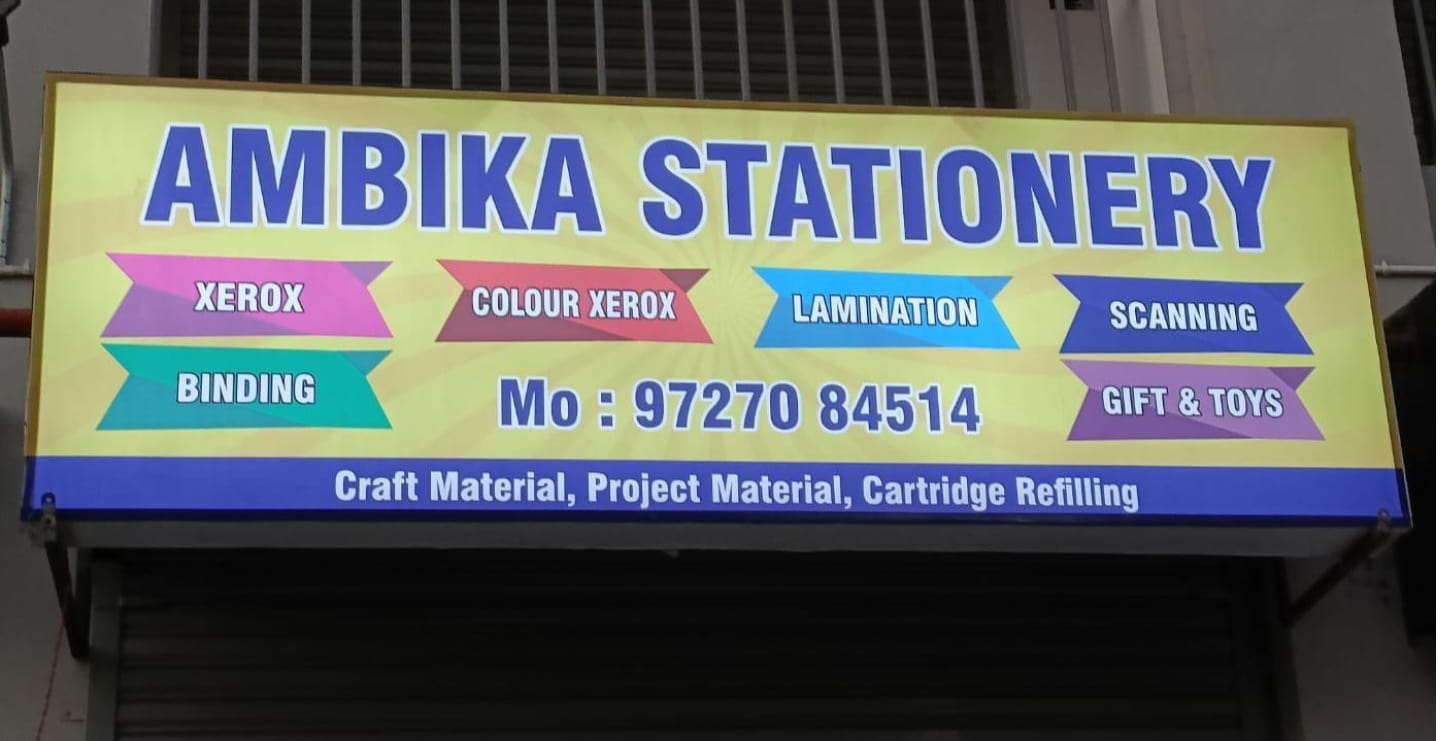 AMBIKA STATIONERY
XEROX
COLOUR XEROX
LAMINATION
SCANNING
BINDING
Mo : 97270 84514
GIFT & TOYS
Craft Material, Project Material, Cartridge Refilling